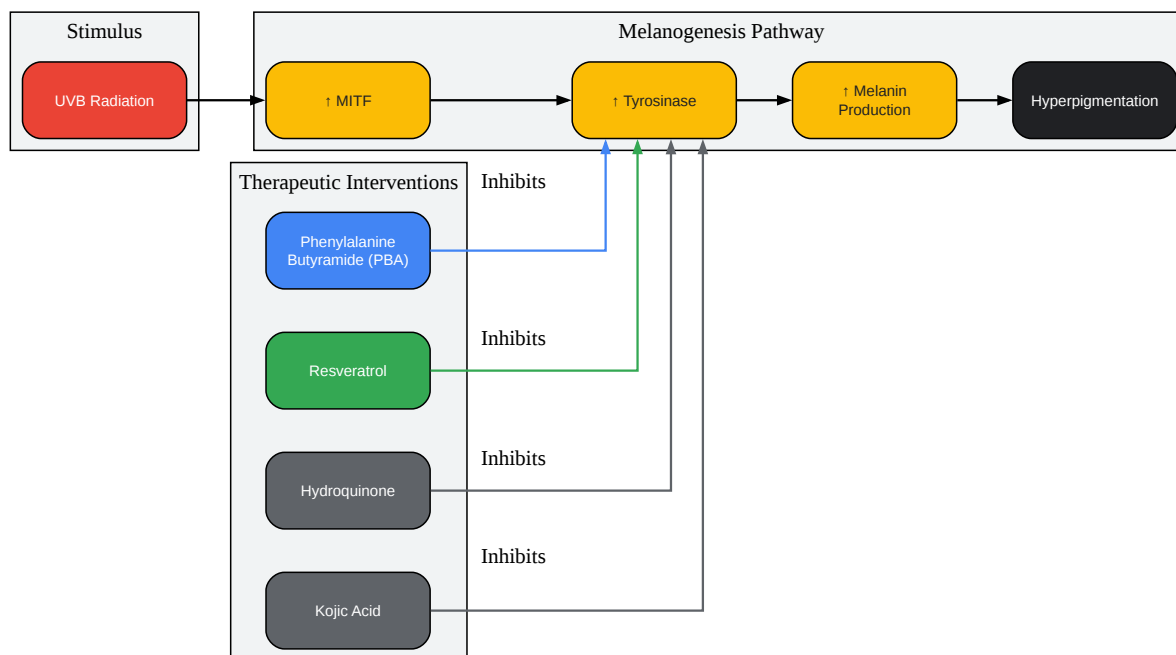 Stimulus
Melanogenesis Pathway
UVB Radiation
↑ MITF
↑ Tyrosinase
↑ Melanin
Production
Hyperpigmentation
Therapeutic Interventions
Inhibits
Phenylalanine
Butyramide (PBA)
Inhibits
Resveratrol
Inhibits
Hydroquinone
Inhibits
Kojic Acid